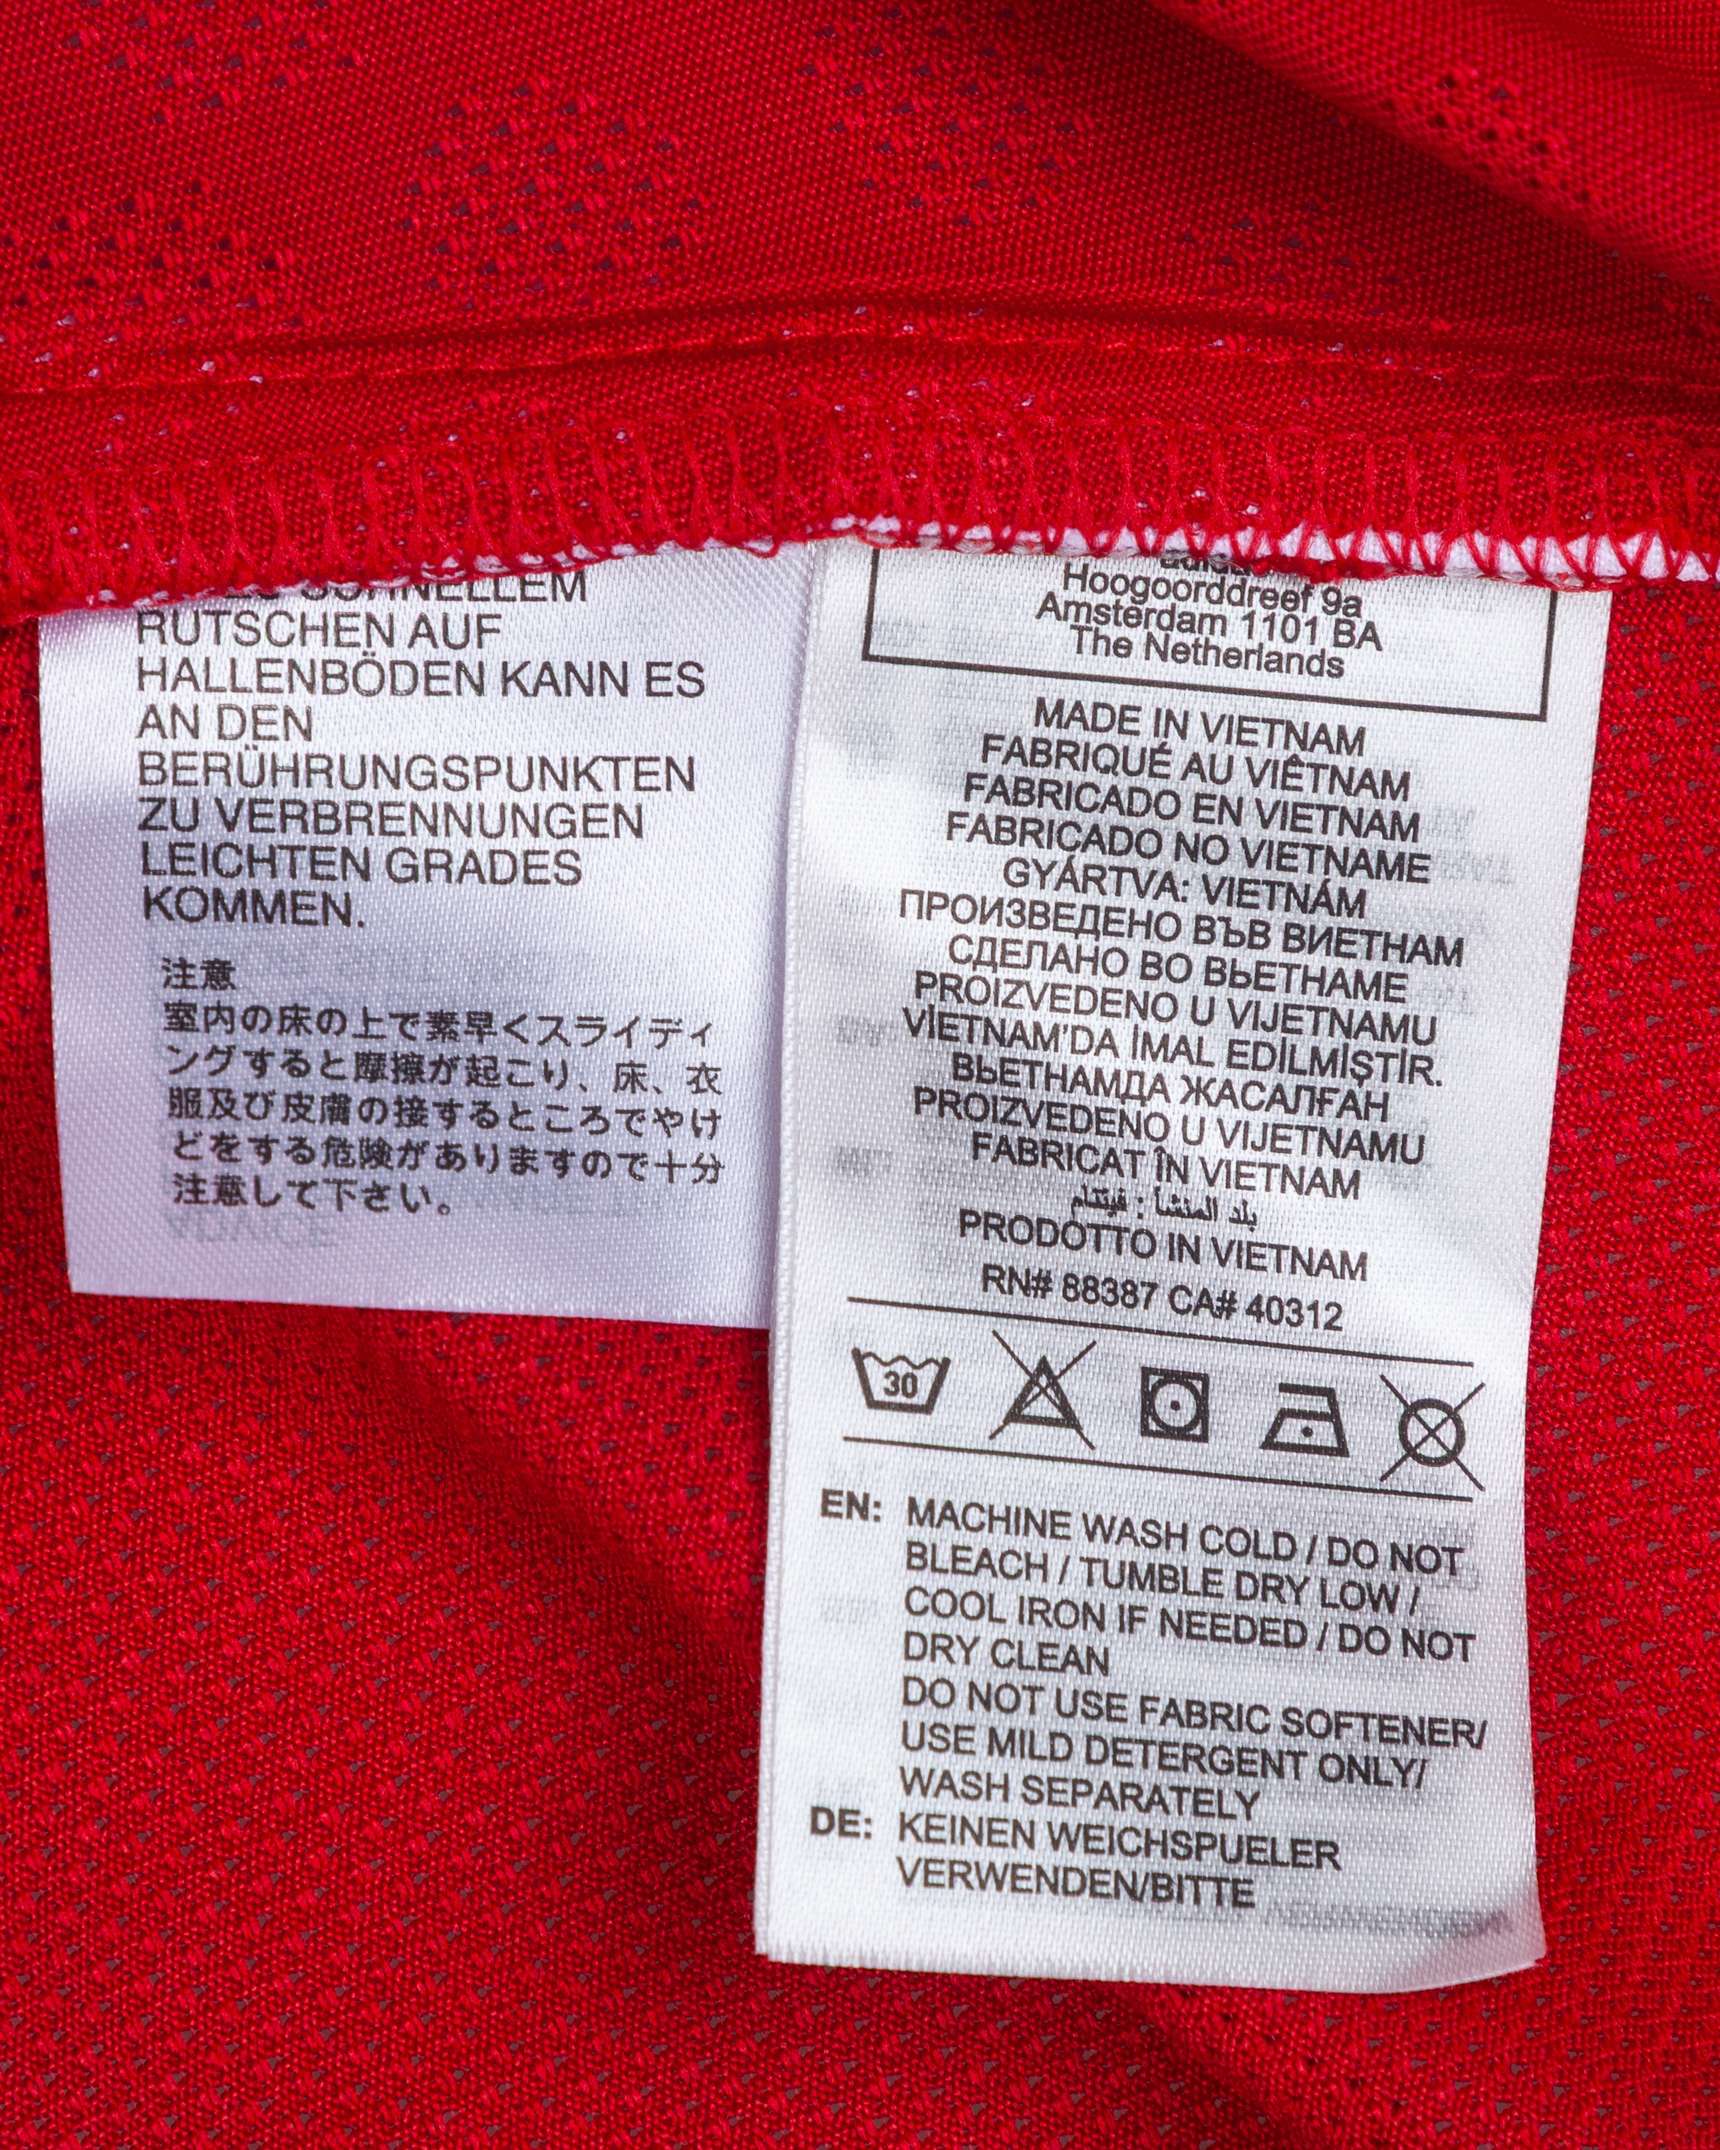 SCHNELLEM
RUTSCHEN AUF
HALLENBÖDEN KANN ES
AN DEN
BERÜHRUNGSPUNKTEN
ZU VERBRENNUNGEN
LEICHTEN GRADES
KOMMEN.
注意
室内の床の上で素早くスライディ
ングすると摩擦が起こり、床、衣
服及び皮膚の接するところでやけ
どをする危険がありますので十分
注意して下さい。
Hoogoorddreef 9a
Amsterdam 1101 BA
The Netherlands
MADE IN VIETNAM
FABRIQUÉ AU VIÊTNAM
FABRICADO EN VIETNAM
FABRICADO NO VIETNAME
GYÁRTVA: VIETNÁM
ПРОИЗВЕДЕНО ВЪВ ВИЕТНАМ
СДЕЛАНО ВО ВЬЕТНАМЕ
PROIZVEDENO U VIJETNAMU
VİETNAM'DA İMAL EDİLMİŞTİR.
ВЬЕТНАМДА ЖАСАЛҒАН
PROIZVEDENO U VIJETNAMU
FABRICAT ÎN VIETNAM
بلد المنشأ : فيتنام
PRODOTTO IN VIETNAM
RN# 88387 CA# 40312
30
EN: MACHINE WASH COLD / DO NOT
BLEACH / TUMBLE DRY LOW /
COOL IRON IF NEEDED / DO NOT
DRY CLEAN
DO NOT USE FABRIC SOFTENER/
USE MILD DETERGENT ONLY/
WASH SEPARATELY
DE: KEINEN WEICHSPUELER
VERWENDEN/BITTE